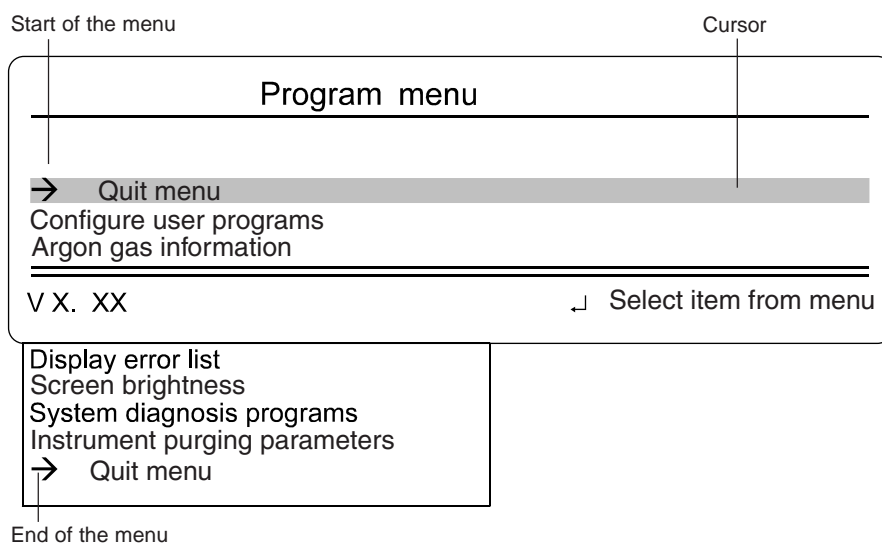 Start of the menu
Cursor
Program menu
→ Quit menu
Configure user programs
Argon gas information
V X. XX
↵ Select item from menu
Display error list
Screen brightness
System diagnosis programs
Instrument purging parameters
→ Quit menu
End of the menu